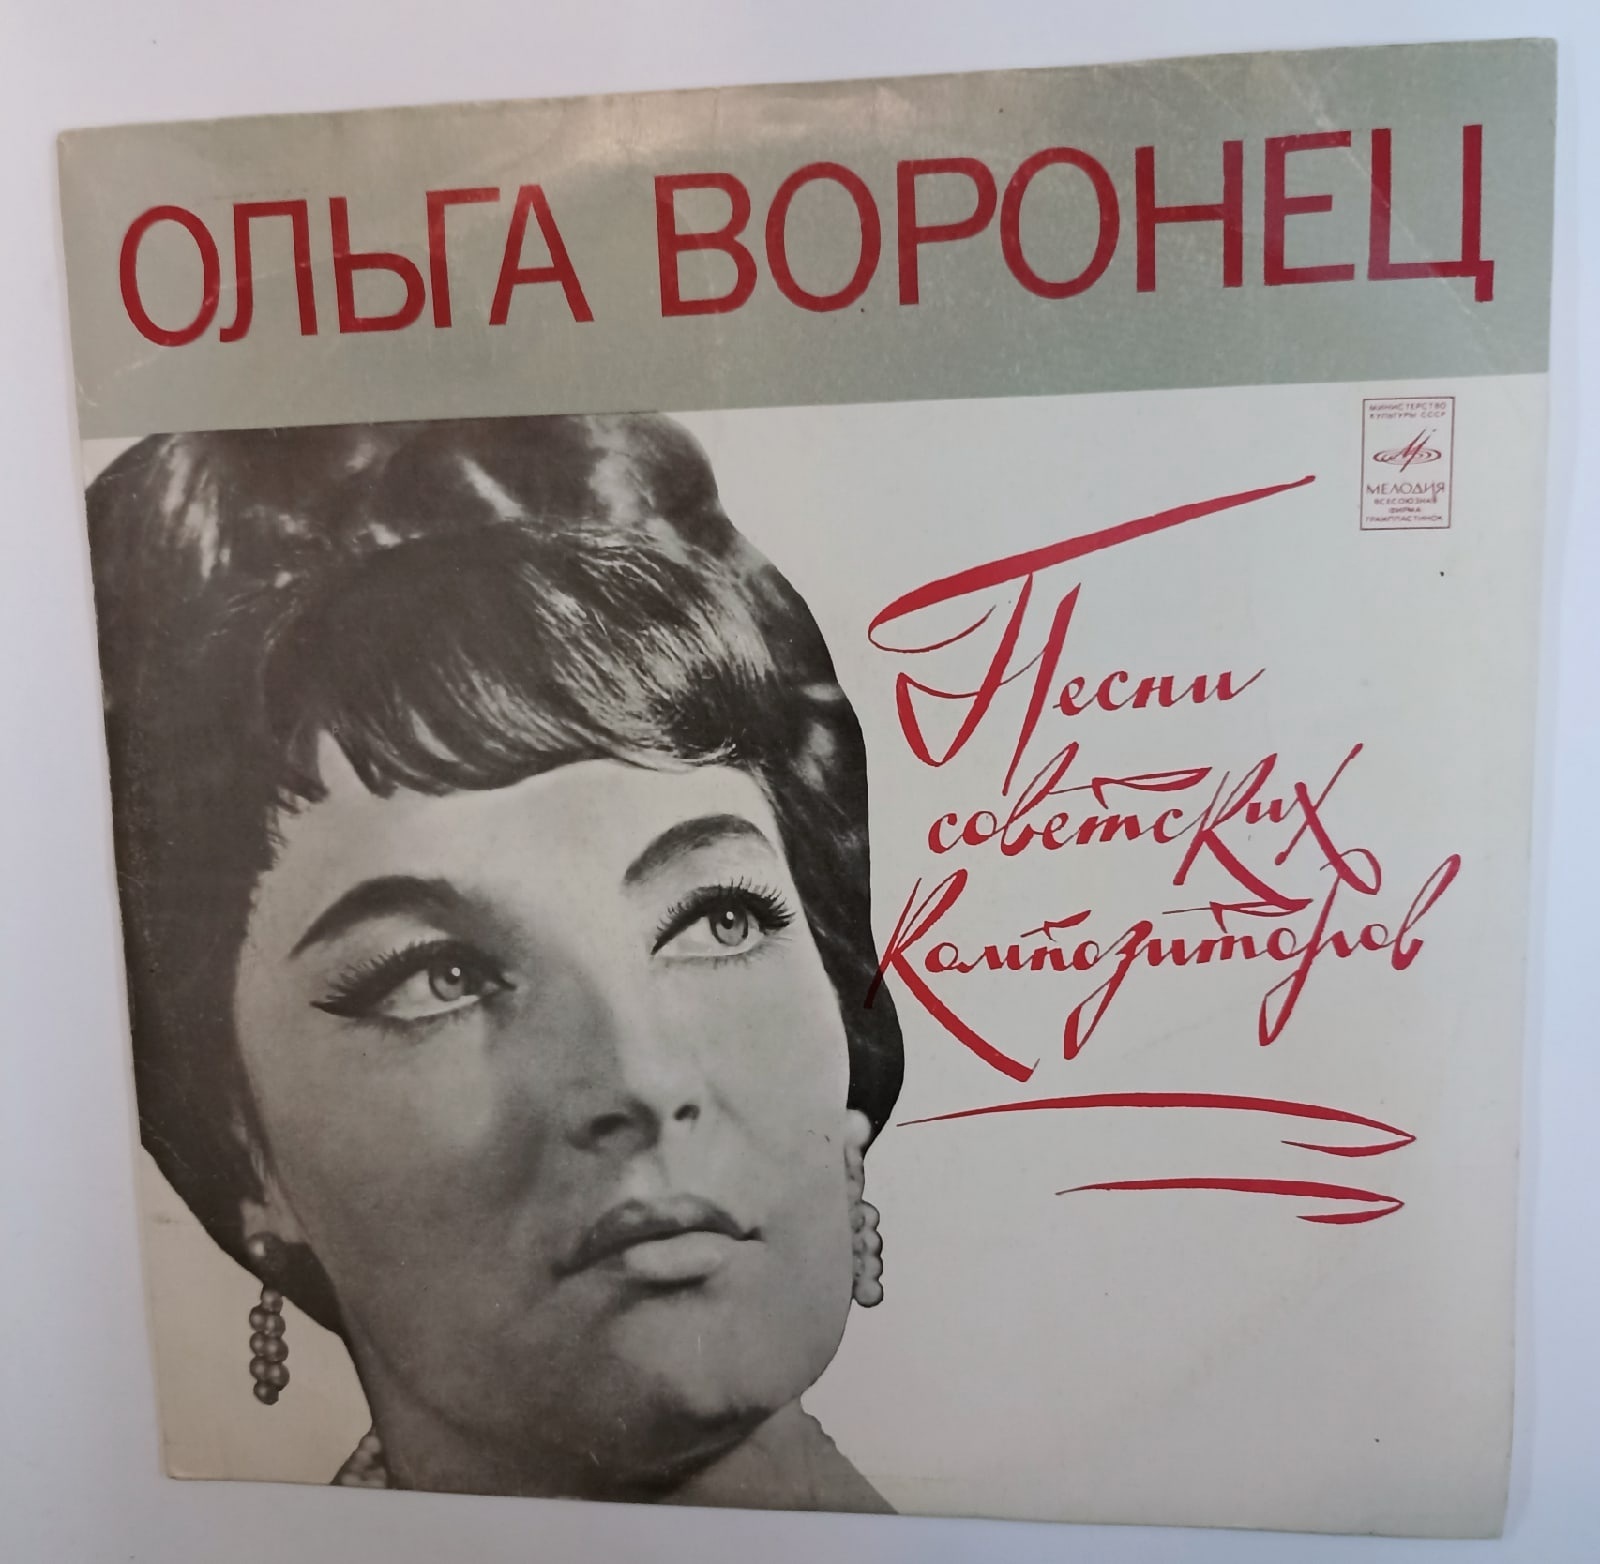 ОЛЬГА ВОРОНЕЦ
МИНИСТЕРСТВО
КУЛЬТУРЫ СССР
МЕЛОДИЯ
ВСЕСОЮЗНАЯ
ФИРМА
ГРАМПЛАСТИНОК
Песни
советских
Композиторов